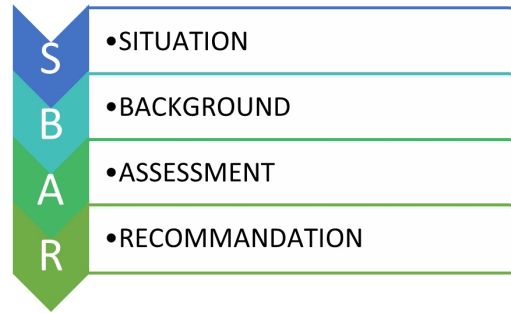 S •SITUATION
B •BACKGROUND
A •ASSESSMENT
R •RECOMMANDATION